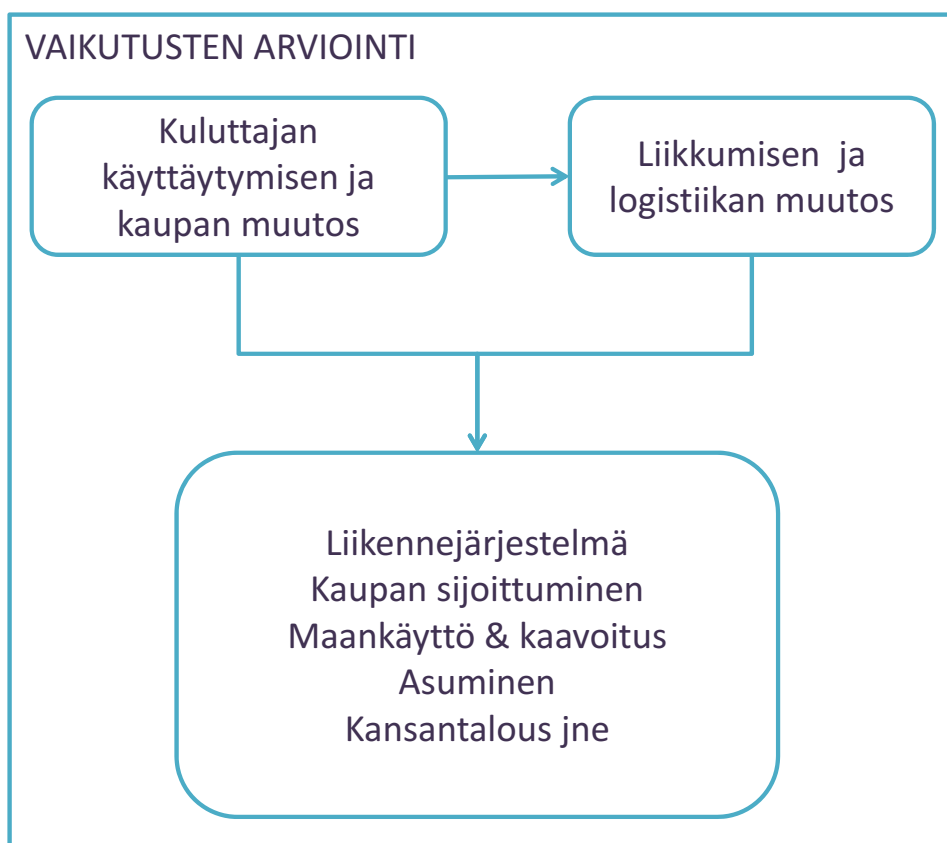 VAIKUTUSTEN ARVIOINTI
Kuluttajan
käyttäytymisen ja
kaupan muutos
Liikkumisen ja
logistiikan muutos
Liikennejärjestelmä
Kaupan sijoittuminen
Maankäyttö & kaavoitus
Asuminen
Kansantalous jne